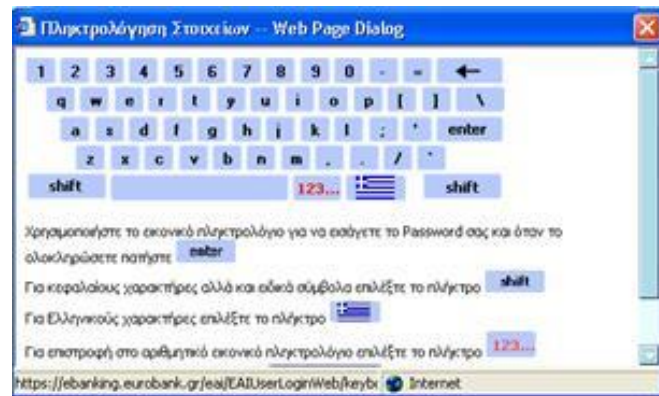 Πληκτρολόγηση Στοιχείων -- Web Page Dialog
1 2 3 4 5 6 7 8 9 0 - = ←
q w e r t y u i o p [ ] \
a s d f g h j k l ; ' enter
z x c v b n m , . / `
shift 123... shift
Χρησιμοποιήστε το εικονικό πληκτρολόγιο για να εισάγετε το Password σας και όταν το
ολοκληρώσετε πατήστε enter
Για κεφαλαίους χαρακτήρες αλλά και ειδικά σύμβολα επιλέξτε το πλήκτρο shift
Για Ελληνικούς χαρακτήρες επιλέξτε το πλήκτρο
Για επιστροφή στο αριθμητικό εικονικό πληκτρολόγιο επιλέξτε το πλήκτρο 123...
https://ebanking.eurobank.gr/eai/EAIUserLoginWeb/keybo Internet